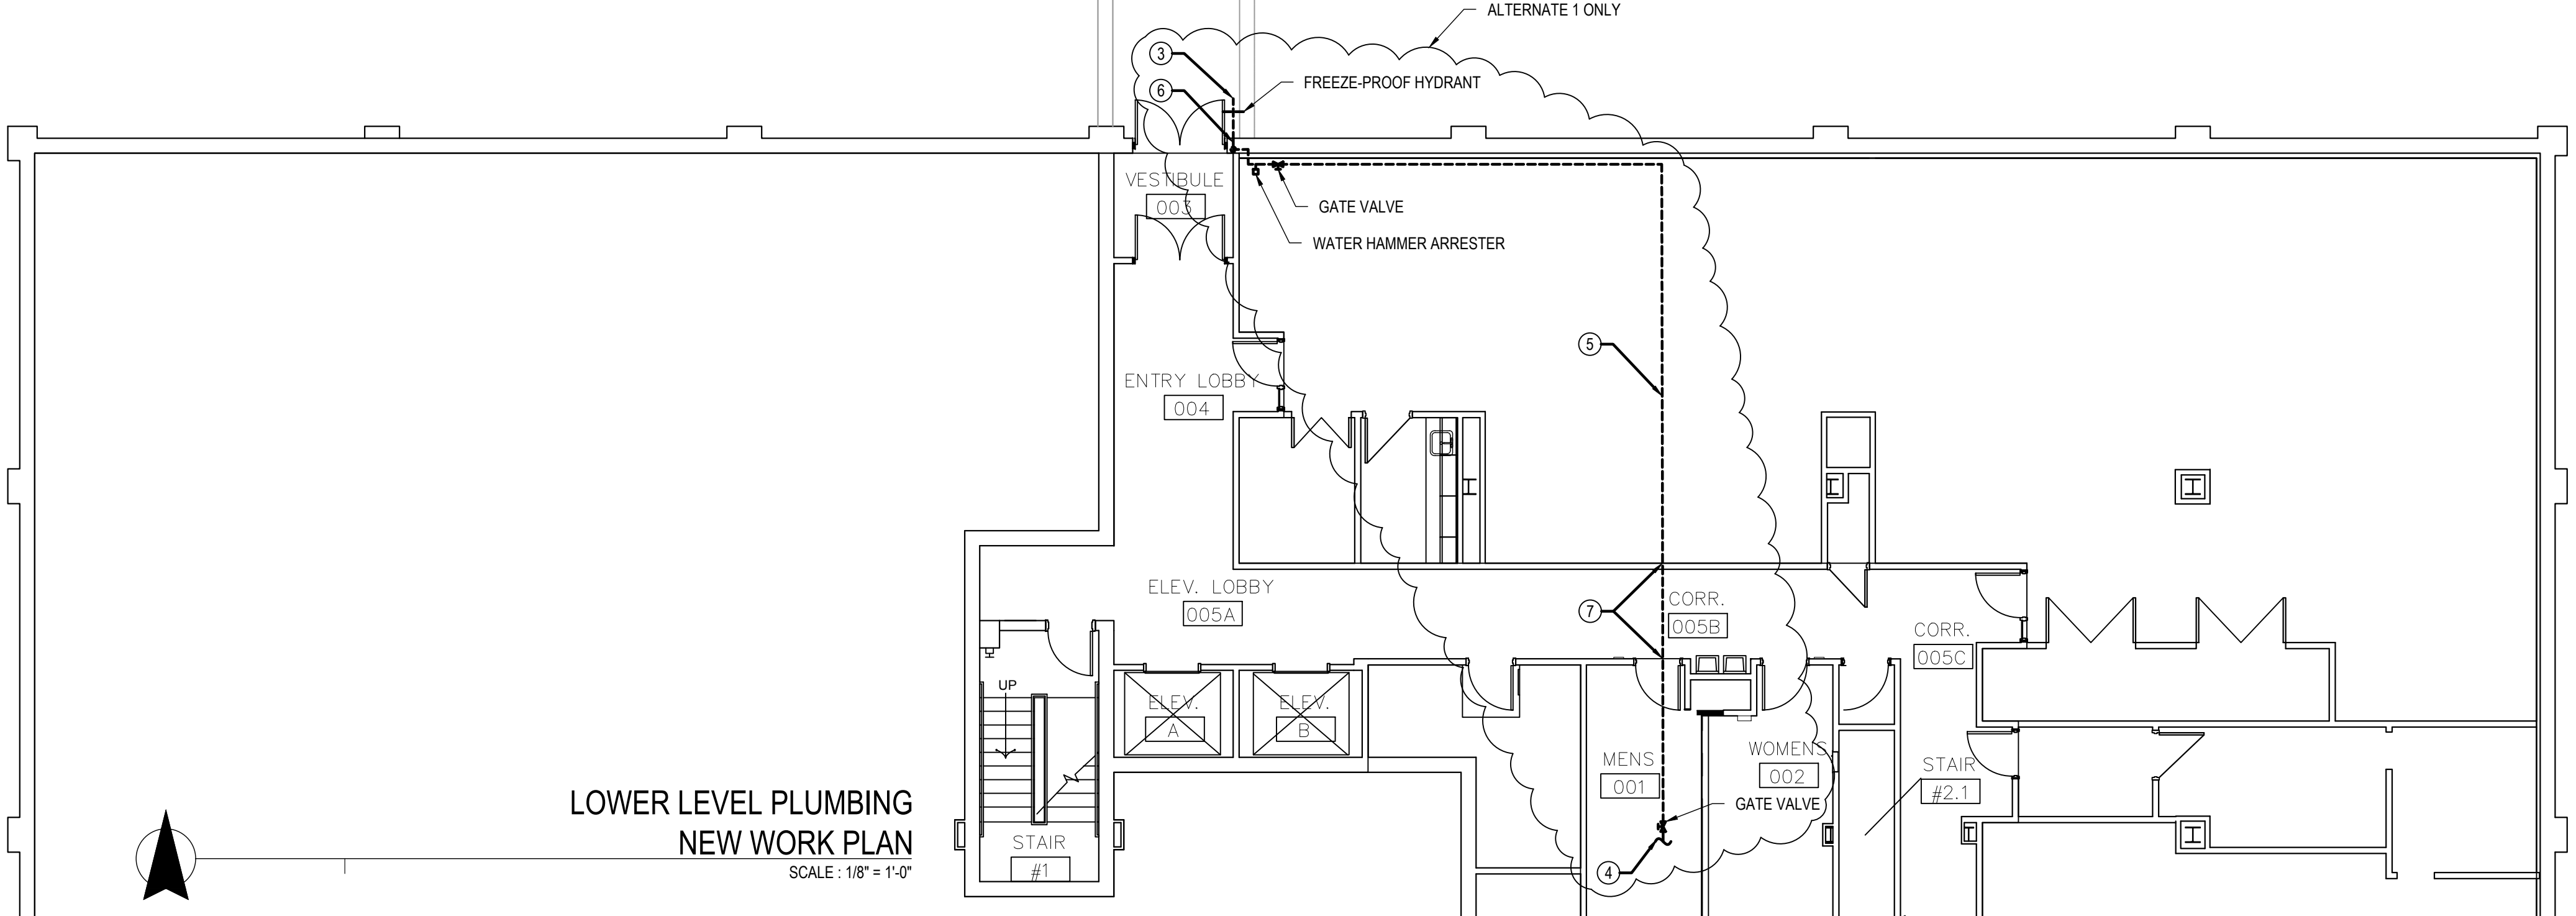 ALTERNATE 1 ONLY
3
FREEZE-PROOF HYDRANT
6
VESTIBULE
003
GATE VALVE
WATER HAMMER ARRESTER
5
ENTRY LOBBY
004
ELEV. LOBBY
005A
7
CORR.
005B
CORR.
005C
UP
ELEV.
A
ELEV.
B
MENS
001
WOMENS
002
STAIR
#2.1
GATE VALVE
LOWER LEVEL PLUMBING
NEW WORK PLAN
SCALE : 1/8" = 1'-0"
STAIR
#1
4